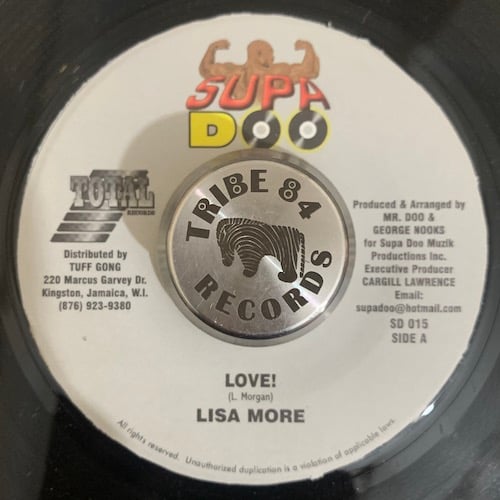 SUPA
DOO
TOTAL
RECORDS
Distributed by
TUFF GONG
220 Marcus Garvey Dr.
Kingston, Jamaica, W.I.
(876) 923-9380
TRIBE 84
RECORDS
Produced & Arranged by
MR. DOO &
GEORGE NOOKS
for Supa Doo Muzik
Productions Inc.
Executive Producer
CARGILL LAWRENCE
Email:
supadoo@hotmail.com
SD 015
SIDE A
LOVE!
(L. Morgan)
LISA MORE
All rights reserved. Unauthorized duplication is a violation of applicable laws.